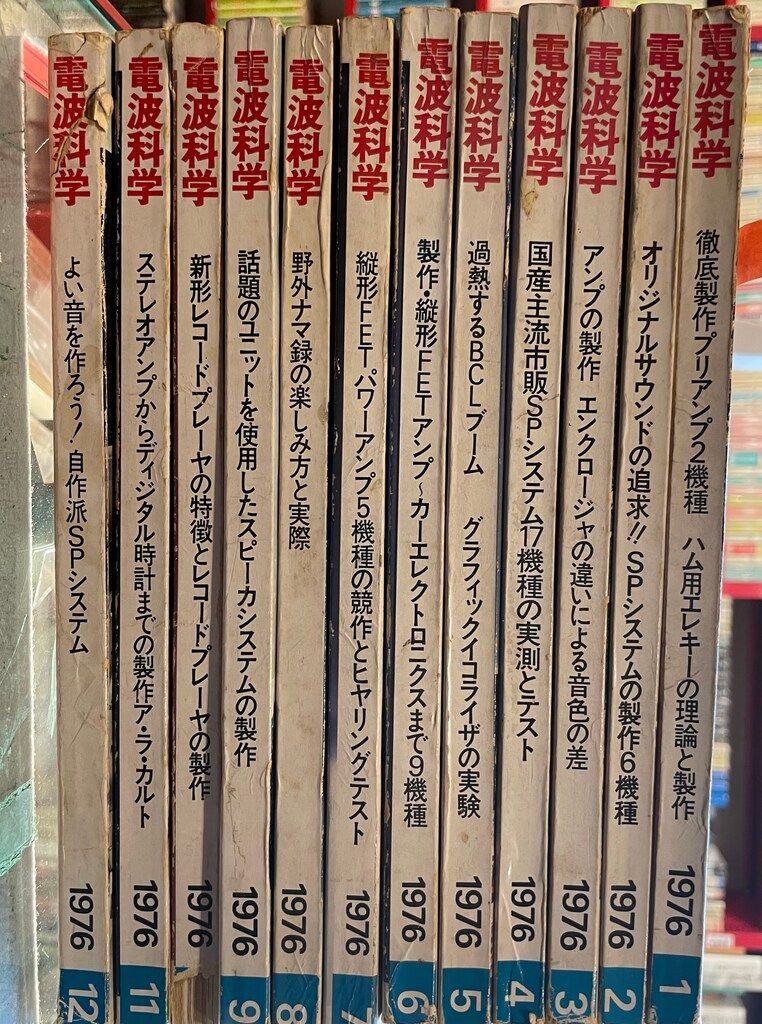 電波科学 徹底製作プリアンプ2機種 ハム用エレキーの理論と製作 1976 1
電波科学 オリジナルサウンドの追求!! SPシステムの製作6機種 1976 2
電波科学 アンプの製作 エンクロージャの違いによる音色の差 1976 3
電波科学 国産主流市販SPシステム17機種の実測とテスト 1976 4
電波科学 過熱するBCLブーム グラフィックイコライザの実験 1976 5
電波科学 製作・縦形FETアンプ〜カーエレクトロニクスまで9機種 1976 6
電波科学 縦形FETパワーアンプ5機種の競作とヒヤリングテスト 1976 7
電波科学 野外ナマ録の楽しみ方と実際 1976 8
電波科学 話題のユニットを使用したスピーカシステムの製作 1976 9
電波科学 新形レコードプレーヤの特徴とレコードプレーヤの製作 1976
電波科学 ステレオアンプからディジタル時計までの製作ア・ラ・カルト 1976 11
電波科学 よい音を作ろう! 自作派SPシステム 1976 12